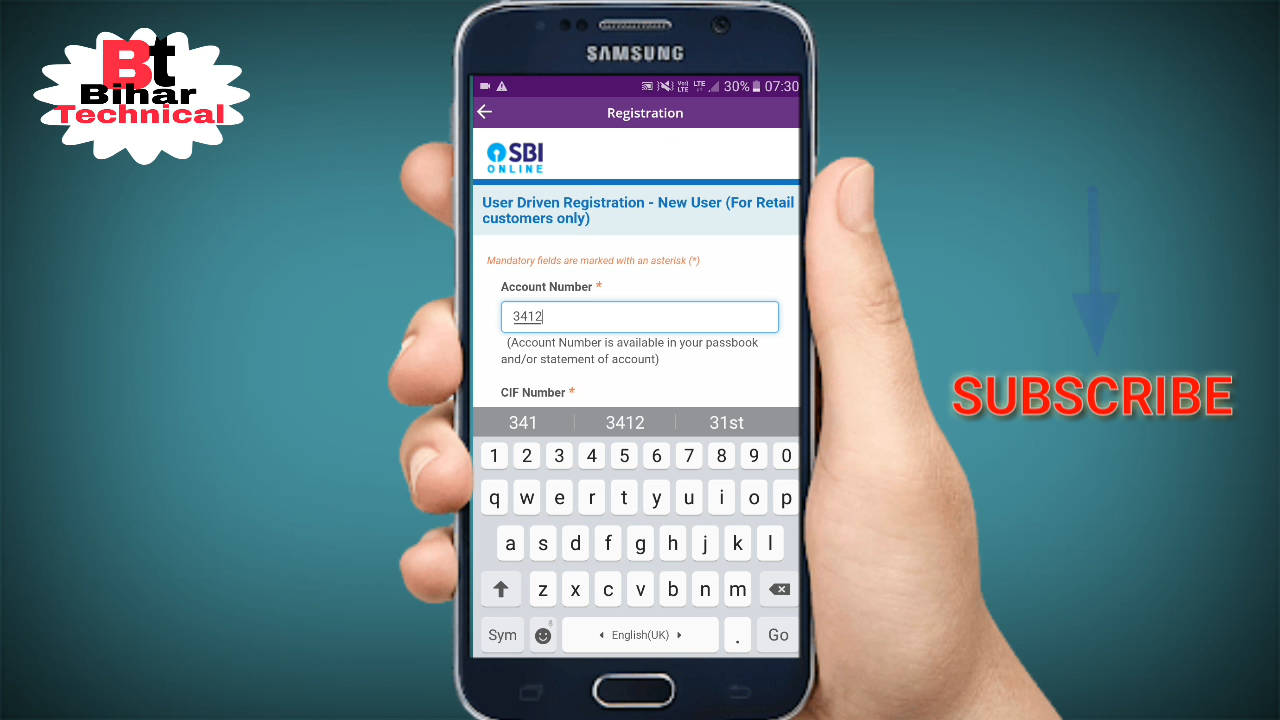 Bt
Bihar
Technical
SAMSUNG
VoJ LTE LTE 30% 07:30
Registration
SBI
ONLINE
User Driven Registration - New User (For Retail
customers only)
Mandatory fields are marked with an asterisk (*)
Account Number *
3412
(Account Number is available in your passbook
and/or statement of account)
CIF Number *
SUBSCRIBE
341 3412 31st
1 2 3 4 5 6 7 8 9 0
q w e r t y u i o p
a s d f g h j k l
z x c v b n m
Sym English(UK) . Go